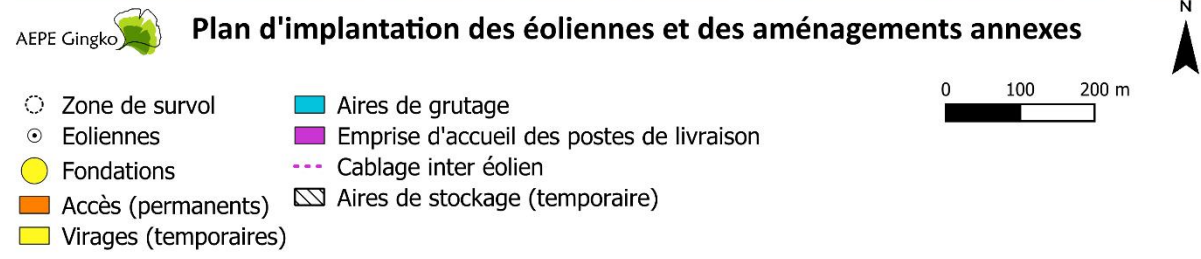 N
AEPE Gingko
Plan d'implantation des éoliennes et des aménagements annexes
0 100 200 m
Zone de survol
Eoliennes
Fondations
Accès (permanents)
Virages (temporaires)
Aires de grutage
Emprise d'accueil des postes de livraison
Cablage inter éolien
Aires de stockage (temporaire)